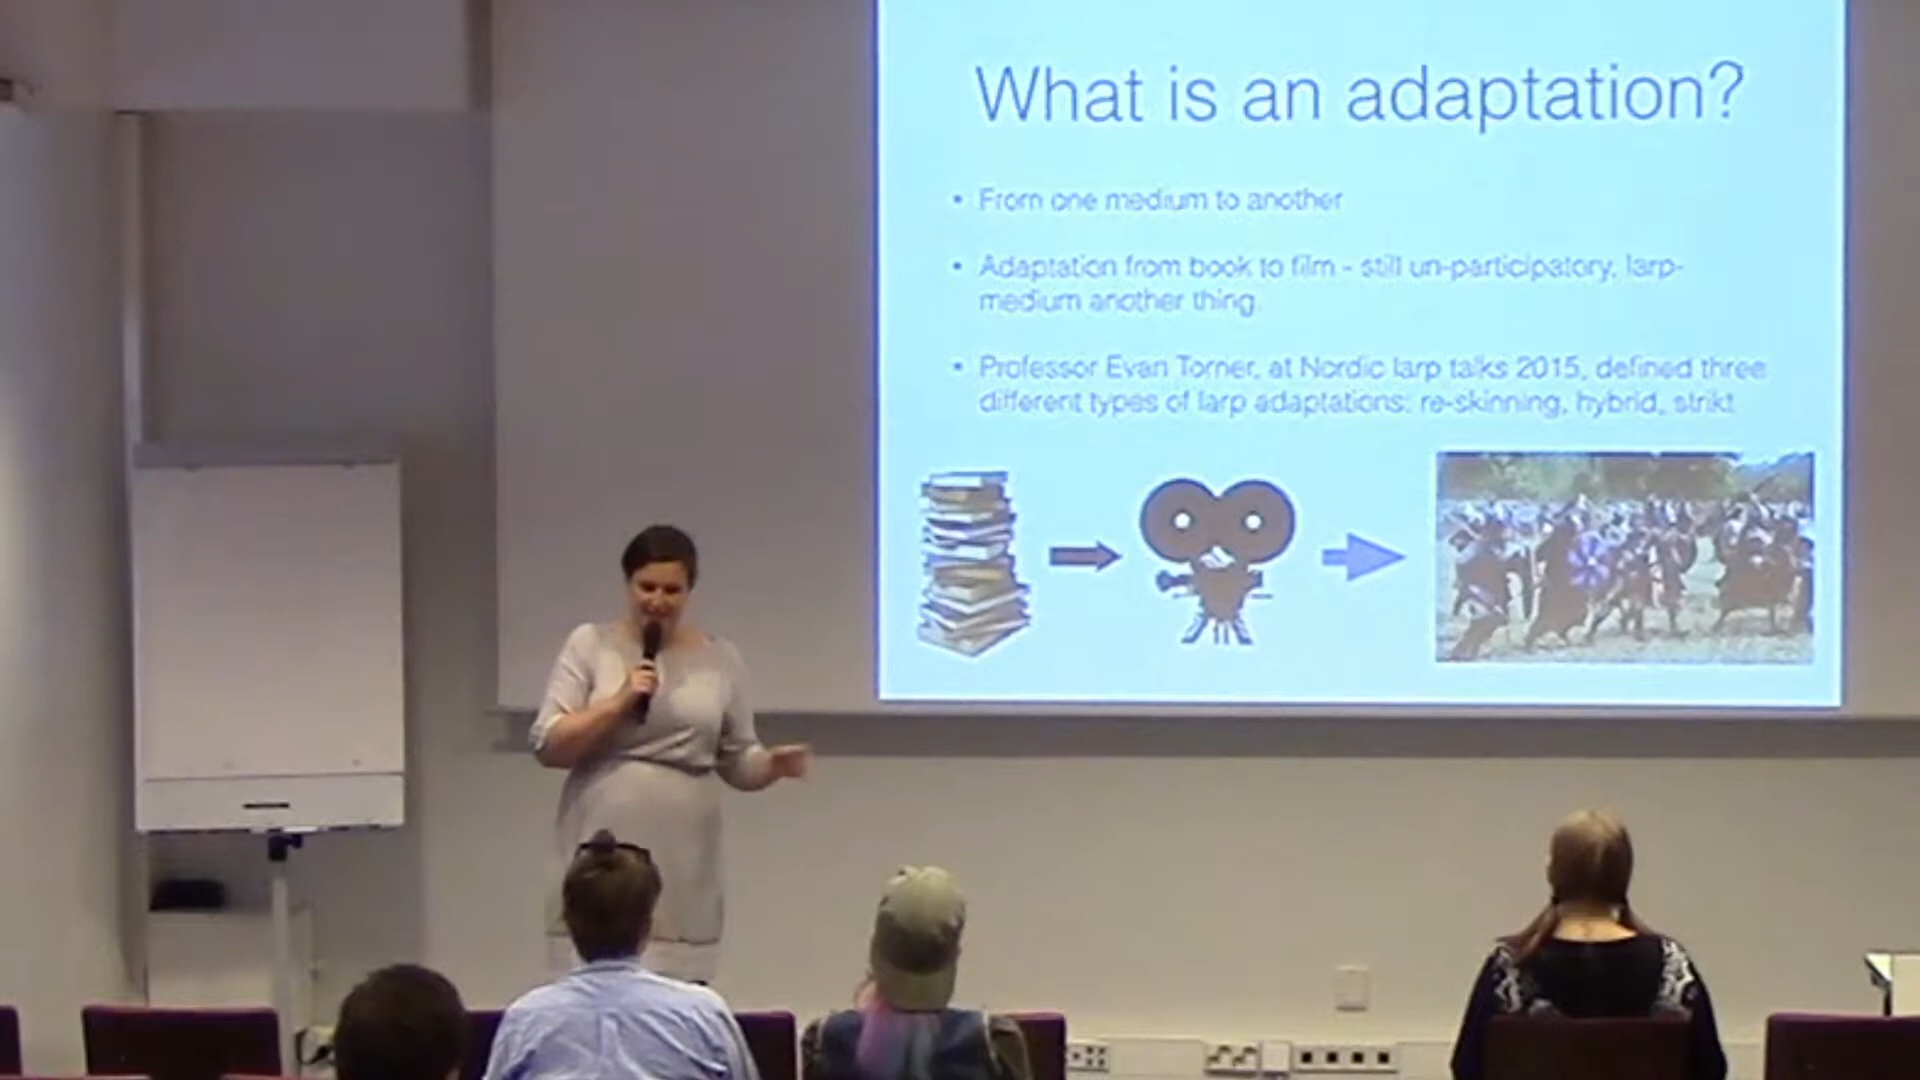 What is an adaptation?
• From one medium to another
• Adaptation from book to film - still un-participatory, larp-
medium another thing.
• Professor Evan Torner, at Nordic larp talks 2015, defined three
different types of larp adaptations: re-skinning, hybrid, strikt